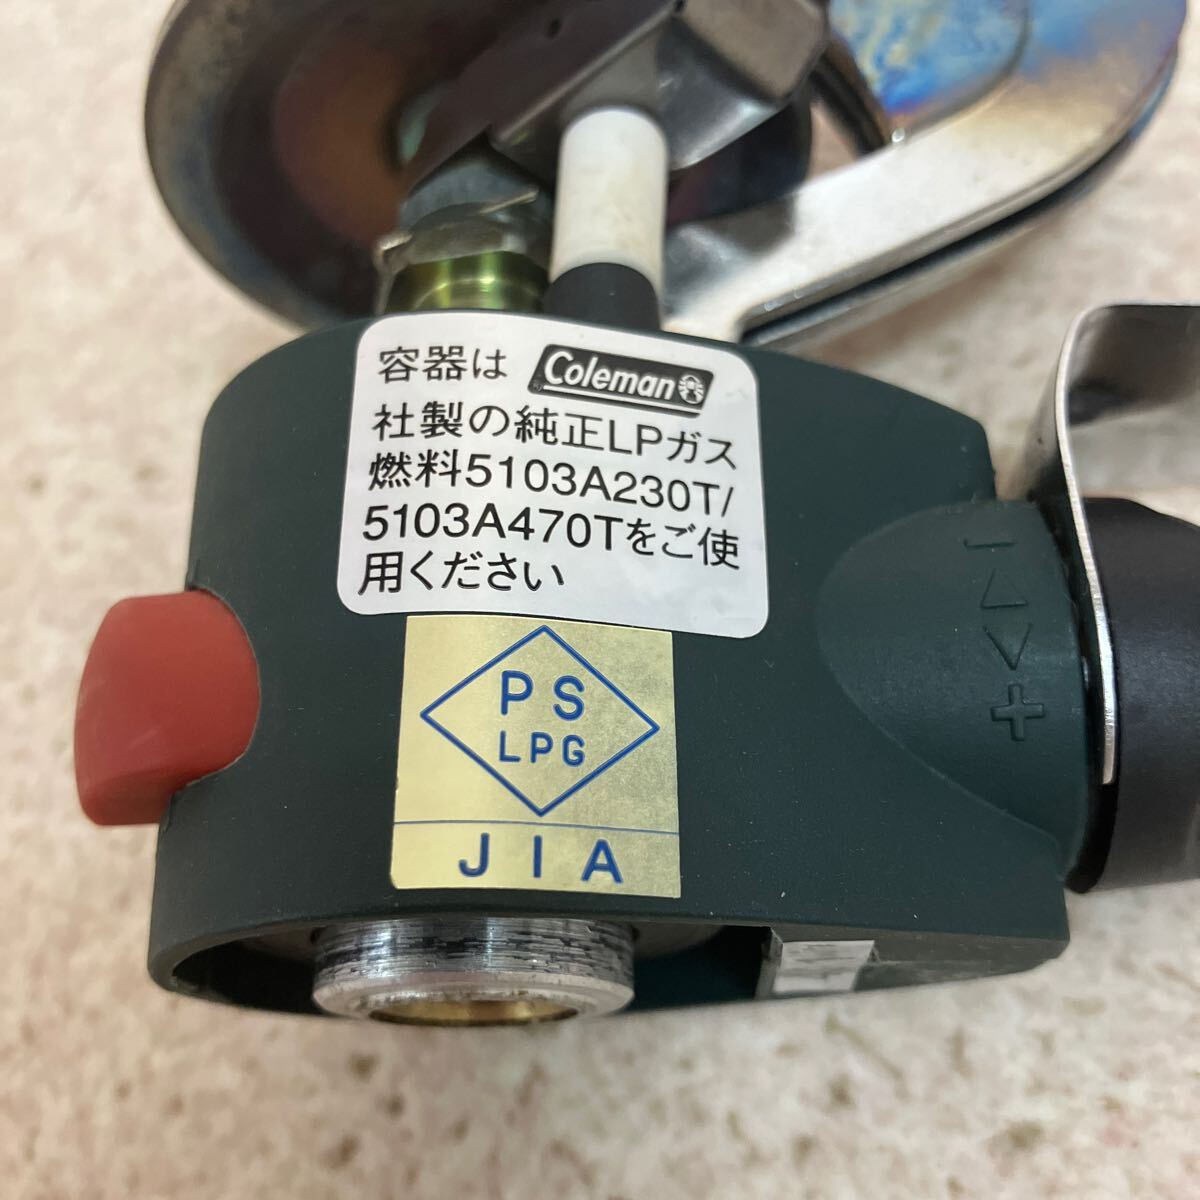 容器は Coleman
社製の純正LPガス
燃料5103A230T/
5103A470Tをご使
用ください
PS
LPG
JIA
+